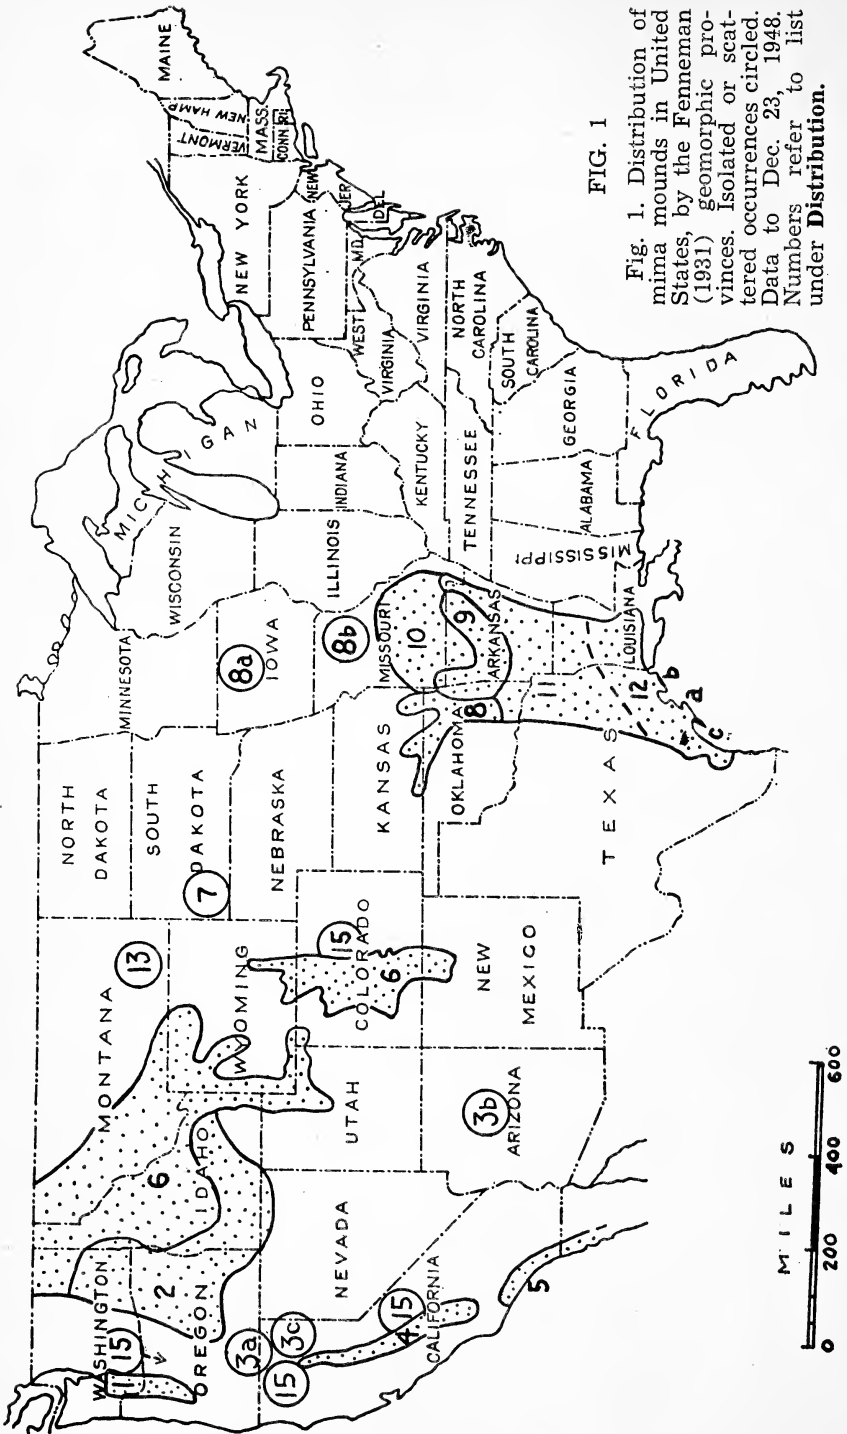 WASHINGTON
OREGON
CALIFORNIA
NEVADA
IDAHO
MONTANA
WYOMING
UTAH
ARIZONA
COLORADO
NEW
MEXICO
NORTH
DAKOTA
SOUTH
DAKOTA
NEBRASKA
KANSAS
OKLAHOMA
TEXAS
MINNESOTA
IOWA
MISSOURI
ARKANSAS
LOUISIANA
WISCONSIN
MICHIGAN
ILLINOIS
INDIANA
OHIO
KENTUCKY
TENNESSEE
MISSISSIPPI
ALABAMA
GEORGIA
FLORIDA
SOUTH
CAROLINA
NORTH
CAROLINA
VIRGINIA
WEST
VIRGINIA
MD.
DEL
PENNSYLVANIA
NEW
JER
NEW YORK
CONN
R.I.
MASS.
VERMONT
NEW HAMP
MAINE
1
15
2
3a
3c
15
15
4
5
6
3b
13
7
15
6
8a
8b
10
9
8
11
12
a
b
c
MILES
0 200 400 600
FIG. 1
Fig. 1. Distribution of
mima mounds in United
States, by the Fenneman
(1931) geomorphic pro-
vinces. Isolated or scat-
tered occurrences circled.
Data to Dec. 23, 1948.
Numbers refer to list
under Distribution.